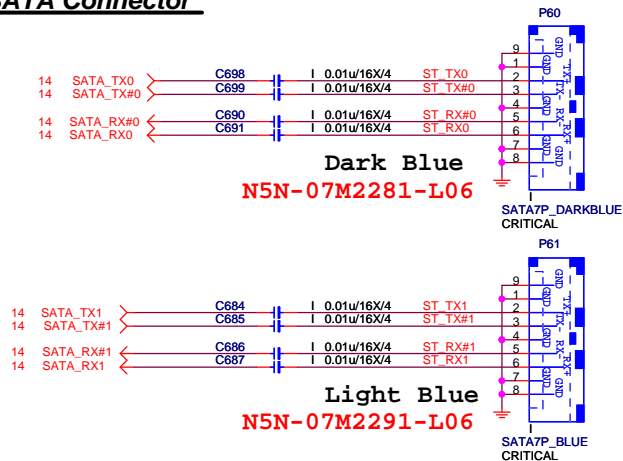 SATA Connector
P60
9 GND
1
14 SATA_TX0 C698 I 0.01u/16X/4 ST_TX0 2 TX+
14 SATA_TX#0 C699 I 0.01u/16X/4 ST_TX#0 3 TX-
4 GND
14 SATA_RX#0 C690 I 0.01u/16X/4 ST_RX#0 5 RX-
14 SATA_RX0 C691 I 0.01u/16X/4 ST_RX0 6 RX+
7 GND
8 GND
Dark Blue
N5N-07M2281-L06
I
SATA7P_DARKBLUE
CRITICAL
P61
9 GND
1
14 SATA_TX1 C684 I 0.01u/16X/4 ST_TX1 2 TX+
14 SATA_TX#1 C685 I 0.01u/16X/4 ST_TX#1 3 TX-
4 GND
14 SATA_RX#1 C686 I 0.01u/16X/4 ST_RX#1 5 RX-
14 SATA_RX1 C687 I 0.01u/16X/4 ST_RX1 6 RX+
7 GND
8 GND
Light Blue
N5N-07M2291-L06
I
SATA7P_BLUE
CRITICAL